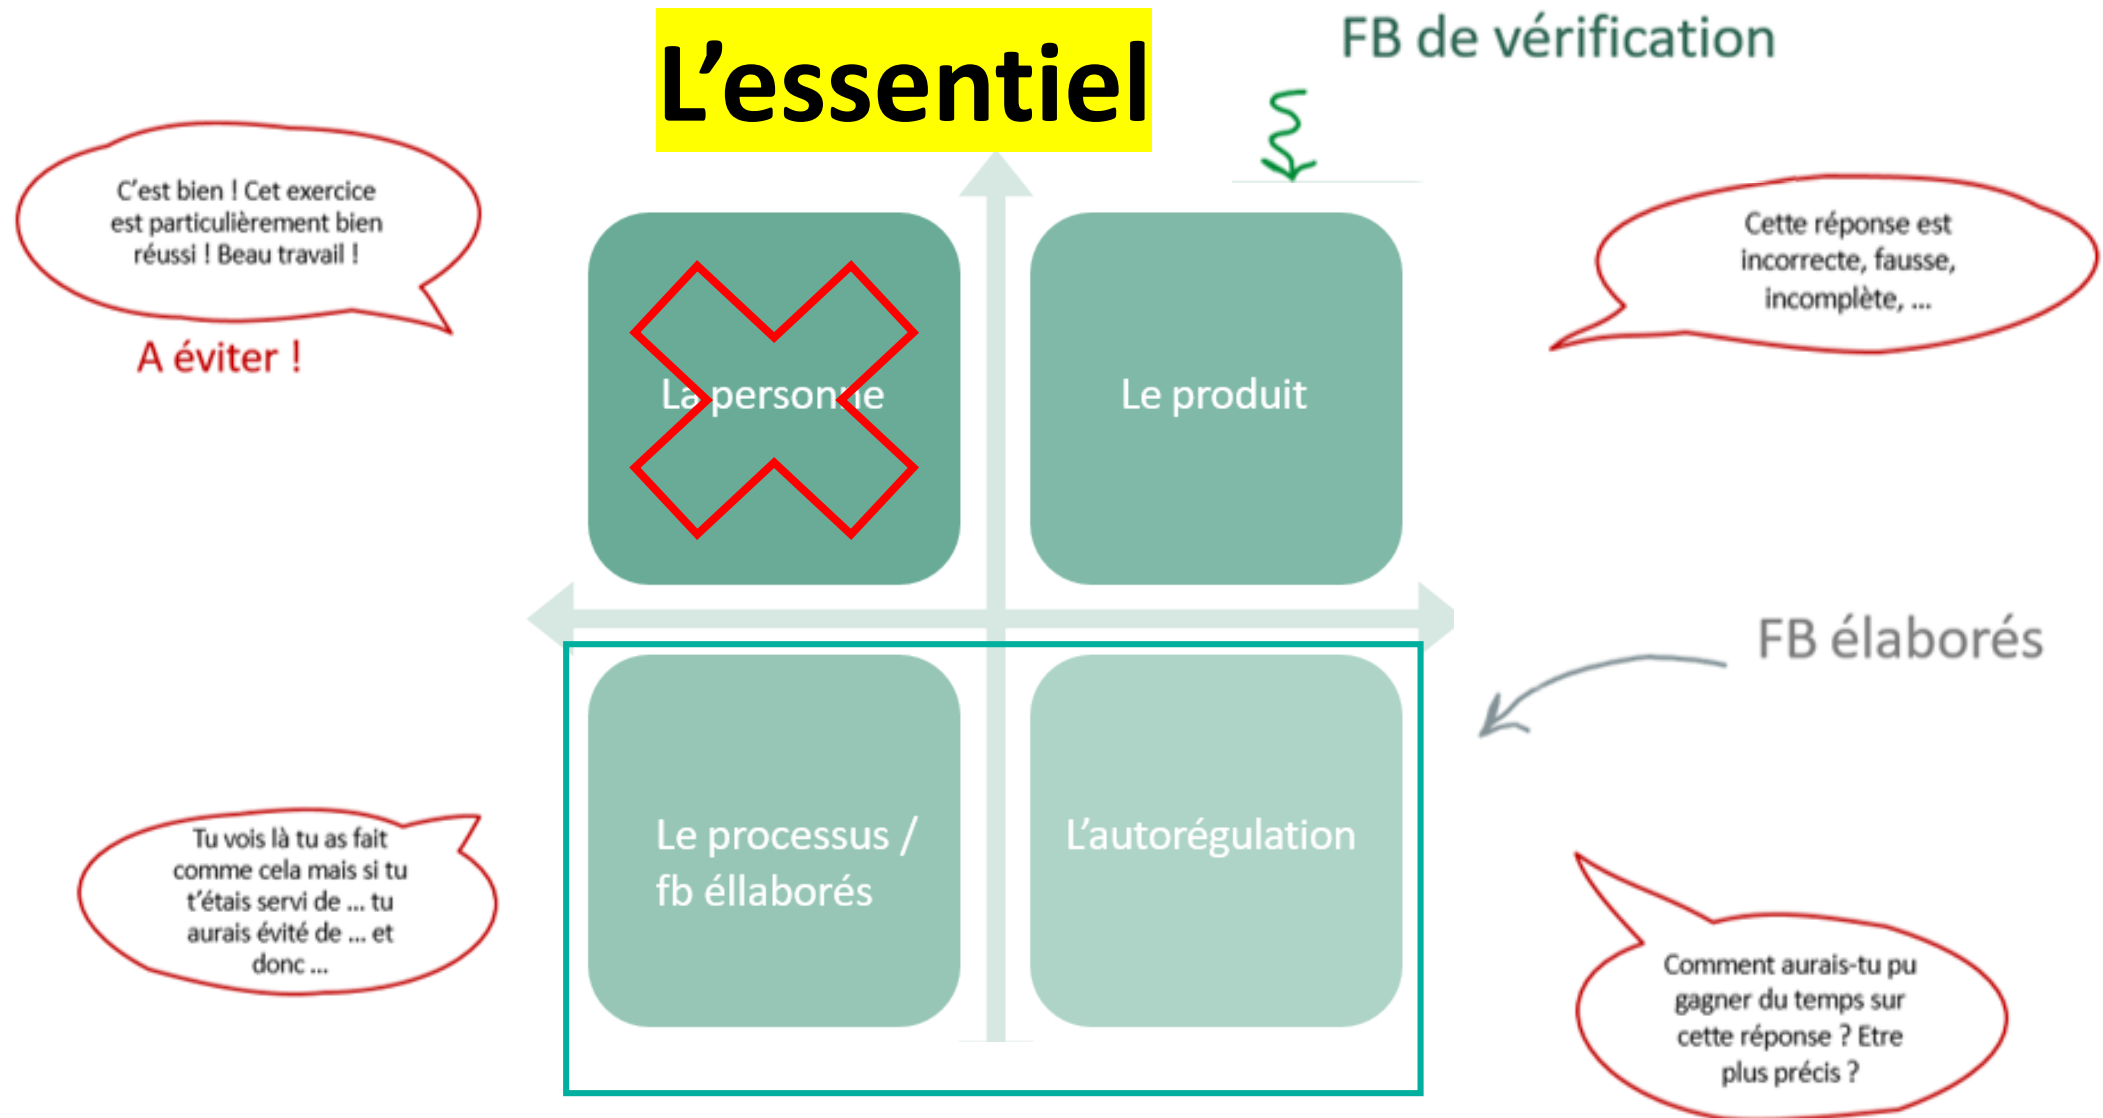 L’essentiel
FB de vérification
C’est bien ! Cet exercice
est particulièrement bien
réussi ! Beau travail !
A éviter !
Cette réponse est
incorrecte, fausse,
incomplète, ...
La personne
Le produit
FB élaborés
Le processus /
fb éllaborés
L’autorégulation
Tu vois là tu as fait
comme cela mais si tu
t’étais servi de ... tu
aurais évité de ... et
donc ...
Comment aurais-tu pu
gagner du temps sur
cette réponse ? Etre
plus précis ?